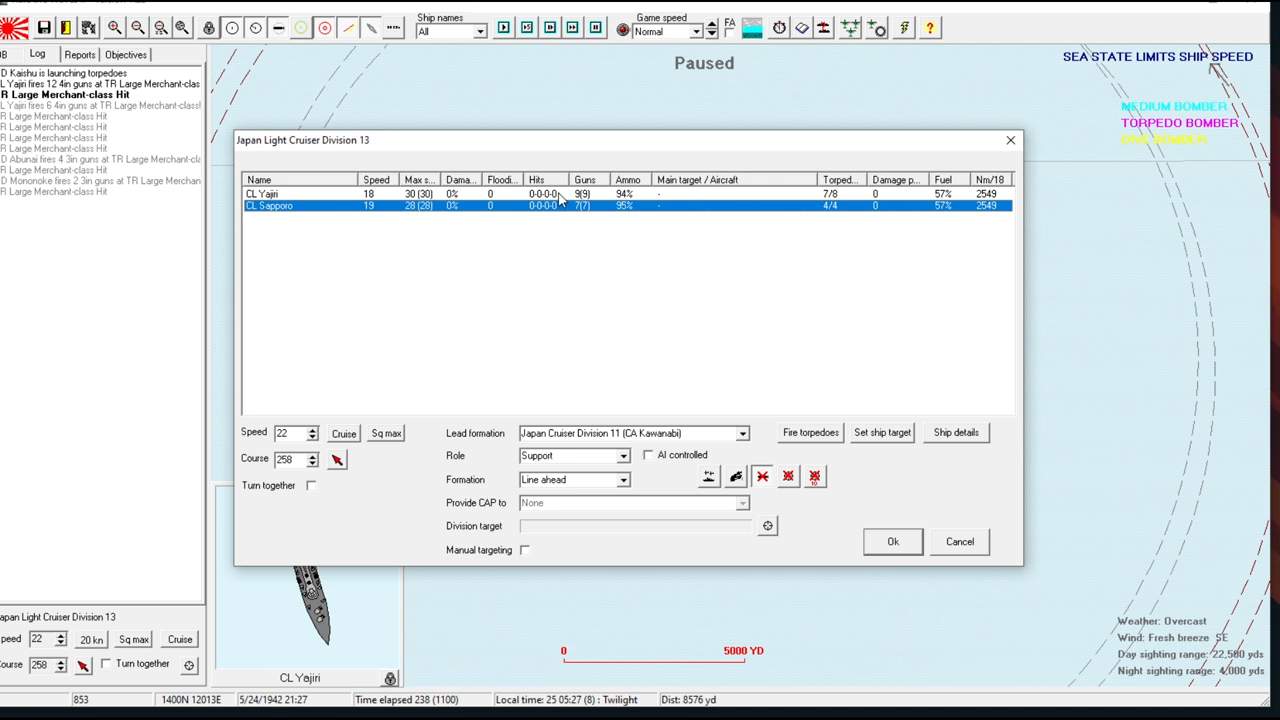 Ship names
All
Game speed
Normal
FA
Log
Reports
Objectives
D Kaishu is launching torpedoes
L Yajiri fires 12 4in guns at TR Large Merchant-clas
R Large Merchant-class Hit
L Yajiri fires 6 4in guns at TR Large Merchant-class!
R Large Merchant-class Hit
R Large Merchant-class Hit
R Large Merchant-class Hit
R Large Merchant-class Hit
D Abunai fires 4 3in guns at TR Large Merchant-cl
R Large Merchant-class Hit
D Mononoke fires 2 3in guns at TR Large Merchan
R Large Merchant-class Hit
Paused
SEA STATE LIMITS SHIP SPEED
MEDIUM BOMBER
TORPEDO BOMBER
DIVE BOMBER
Japan Light Cruiser Division 13
Name Speed Max s... Dama... Floodi... Hits Guns Ammo Main target / Aircraft Torped... Damage p... Fuel Nm/18
CL Yajiri 18 30 (30) 0% 0 0-0-0-0 9(9) 94% - 7/8 0 57% 2549
CL Sapporo 19 28 (28) 0% 0 0-0-0-0 7(7) 95% - 4/4 0 57% 2549
Speed 22 Cruise Sq max
Course 258
Turn together
Lead formation Japan Cruiser Division 11 (CA Kawanabi)
Role Support AI controlled
Formation Line ahead
10
Provide CAP to None
Division target
Manual targeting
Fire torpedoes Set ship target Ship details
Ok Cancel
apan Light Cruiser Division 13
peed 22 20 kn Sq max Cruise
ourse 258 Turn together
CL Yajiri
0 5000 YD
Weather: Overcast
Wind: Fresh breeze SE
Day sighting range: 22,500 yds
Night sighting range: 4,000 yds
853 1400N 12013E 5/24/1942 21:27 Time elapsed 238 (1100) Local time: 25 05:27 (8) : Twilight Dist: 8576 yd